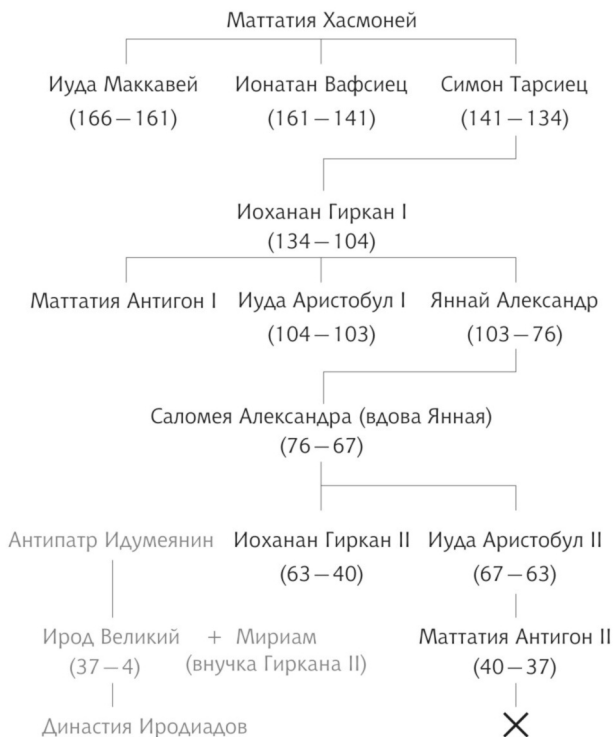 Маттатия Хасмоней
Иуда Маккавей Ионатан Вафсиец Симон Тарсиец
(166 – 161) (161 – 141) (141 – 134)
Иоханан Гиркан I
(134 – 104)
Маттатия Антигон I Иуда Аристобул I Яннай Александр
(104 – 103) (103 – 76)
Саломея Александра (вдова Янная)
(76 – 67)
Антипатр Идумеянин Иоханан Гиркан II Иуда Аристобул II
(63 – 40) (67 – 63)
Ирод Великий + Мириам Маттатия Антигон II
(37 – 4) (внучка Гиркана II) (40 – 37)
Династия Иродиадов